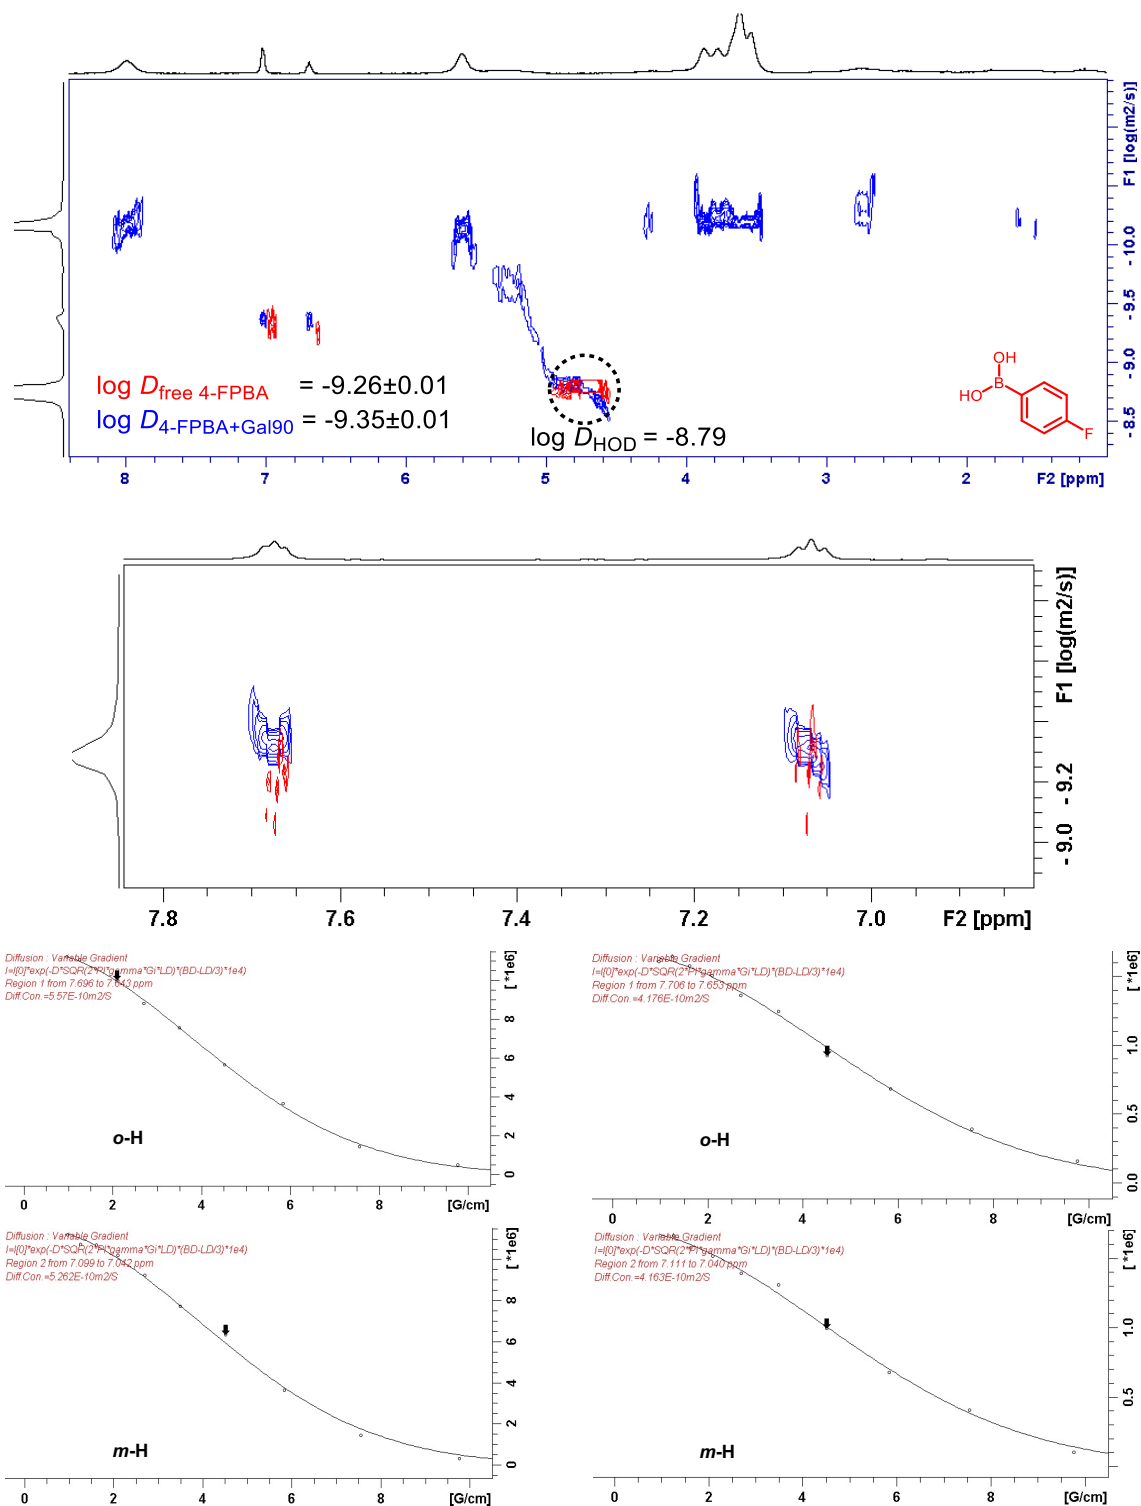 F1 [log(m2/s)]
- 10.0
- 9.5
- 9.0
- 8.5
log D free 4-FPBA = -9.26±0.01
log D 4-FPBA+Gal90 = -9.35±0.01
log D HOD = -8.79
OH
B
HO
F
8 7 6 5 4 3 2 F2 [ppm]
F1 [log(m2/s)]
- 9.2
- 9.0
7.8 7.6 7.4 7.2 7.0 F2 [ppm]
Diffusion : Variable Gradient
I=I[0]*exp(-D*SQR(2*PI*gamma*Gi*LD)*(BD-LD/3)*1e4)
Region 1 from 7.696 to 7.643 ppm
Diff.Con.=5.57E-10m2/S
[ *1e6]
8
6
4
2
0
o-H
0 2 4 6 8 [G/cm]
Diffusion : Variable Gradient
I=I[0]*exp(-D*SQR(2*PI*gamma*Gi*LD)*(BD-LD/3)*1e4)
Region 1 from 7.706 to 7.653 ppm
Diff.Con.=4.176E-10m2/S
[ *1e6]
1.0
0.5
0.0
o-H
0 2 4 6 8 [G/cm]
Diffusion : Variable Gradient
I=I[0]*exp(-D*SQR(2*PI*gamma*Gi*LD)*(BD-LD/3)*1e4)
Region 2 from 7.099 to 7.042 ppm
Diff.Con.=5.262E-10m2/S
[ *1e6]
8
6
4
2
0
m-H
0 2 4 6 8 [G/cm]
Diffusion : Variable Gradient
I=I[0]*exp(-D*SQR(2*PI*gamma*Gi*LD)*(BD-LD/3)*1e4)
Region 2 from 7.111 to 7.040 ppm
Diff.Con.=4.163E-10m2/S
[ *1e6]
1.0
0.5
m-H
0 2 4 6 8 [G/cm]